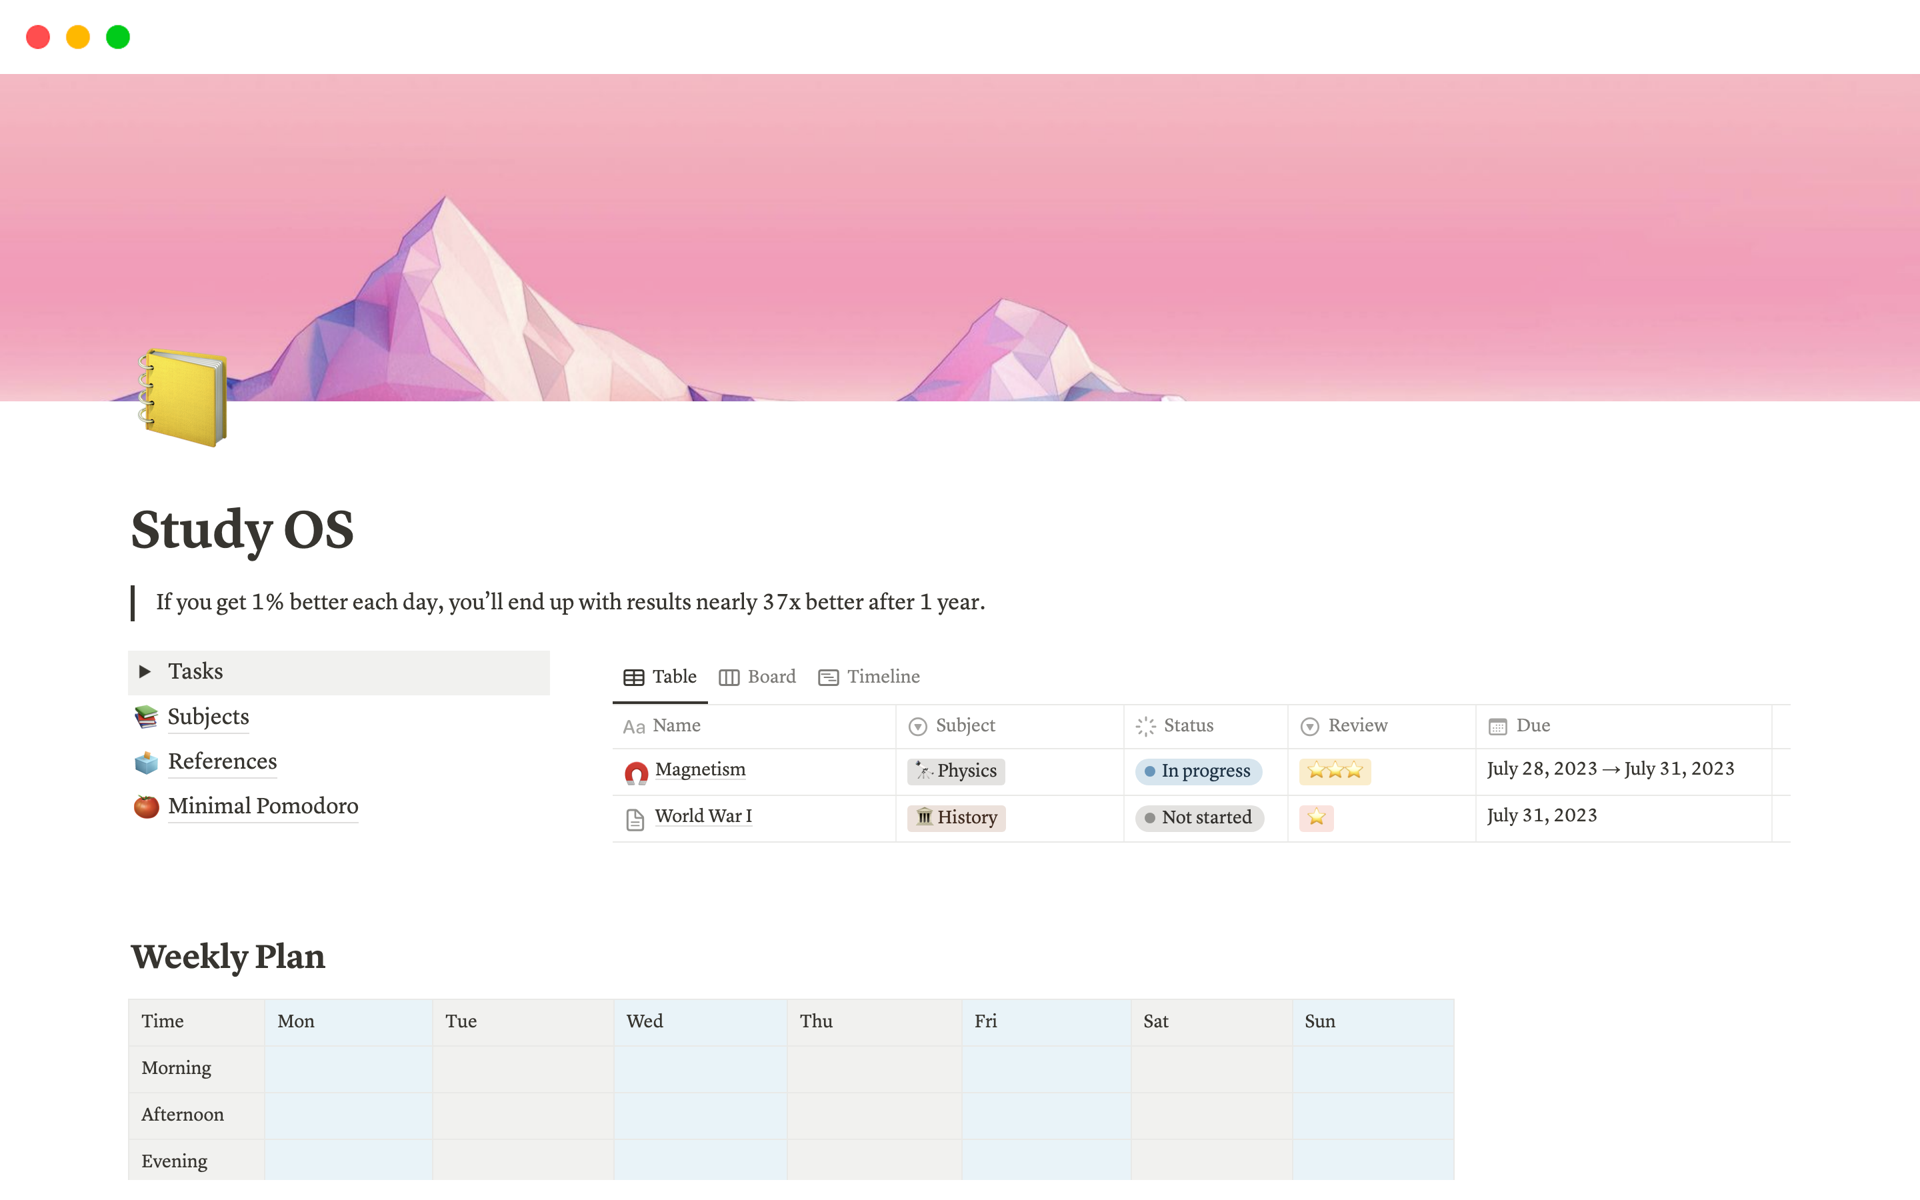 Study OS
If you get 1% better each day, you’ll end up with results nearly 37x better after 1 year.
Tasks
Subjects
References
Minimal Pomodoro
Table Board Timeline
Aa Name Subject Status Review Due
Magnetism Physics In progress July 28, 2023 → July 31, 2023
World War I History Not started July 31, 2023
Weekly Plan
Time Mon Tue Wed Thu Fri Sat Sun
Morning
Afternoon
Evening